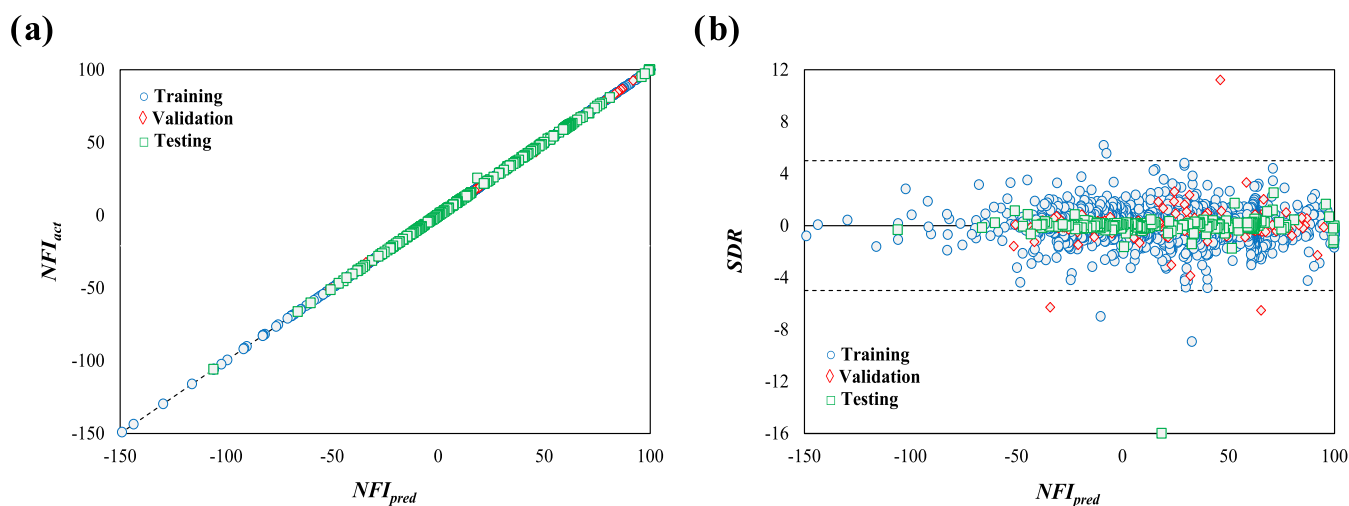 (a)
100
50
0
-50
-100
-150
NFIact
Training
Validation
Testing
-150 -100 -50 0 50 100
NFIpred
(b)
12
8
4
0
-4
-8
-12
-16
SDR
Training
Validation
Testing
-150 -100 -50 0 50 100
NFIpred